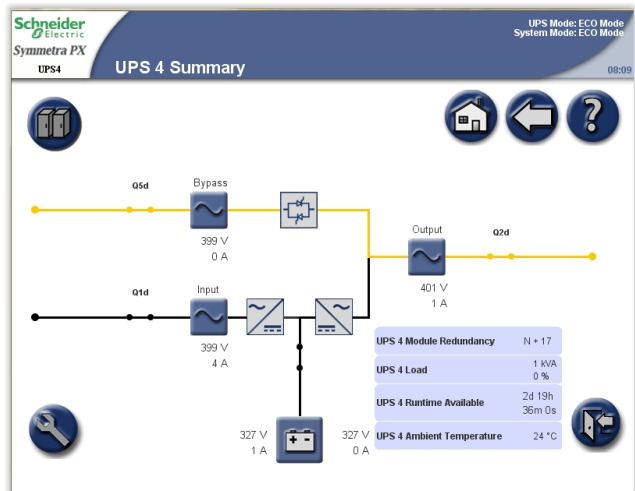 Schneider
Electric
Symmetra PX
UPS4
UPS 4 Summary
UPS Mode: ECO Mode
System Mode: ECO Mode
08:09
?
Q5d
Bypass
399 V
0 A
Output
Q2d
401 V
1 A
Q1d
Input
399 V
4 A
UPS 4 Module Redundancy N + 17
UPS 4 Load 1 kVA
0 %
UPS 4 Runtime Available 2d 19h
36m 0s
UPS 4 Ambient Temperature 24 °C
327 V
1 A
327 V
0 A